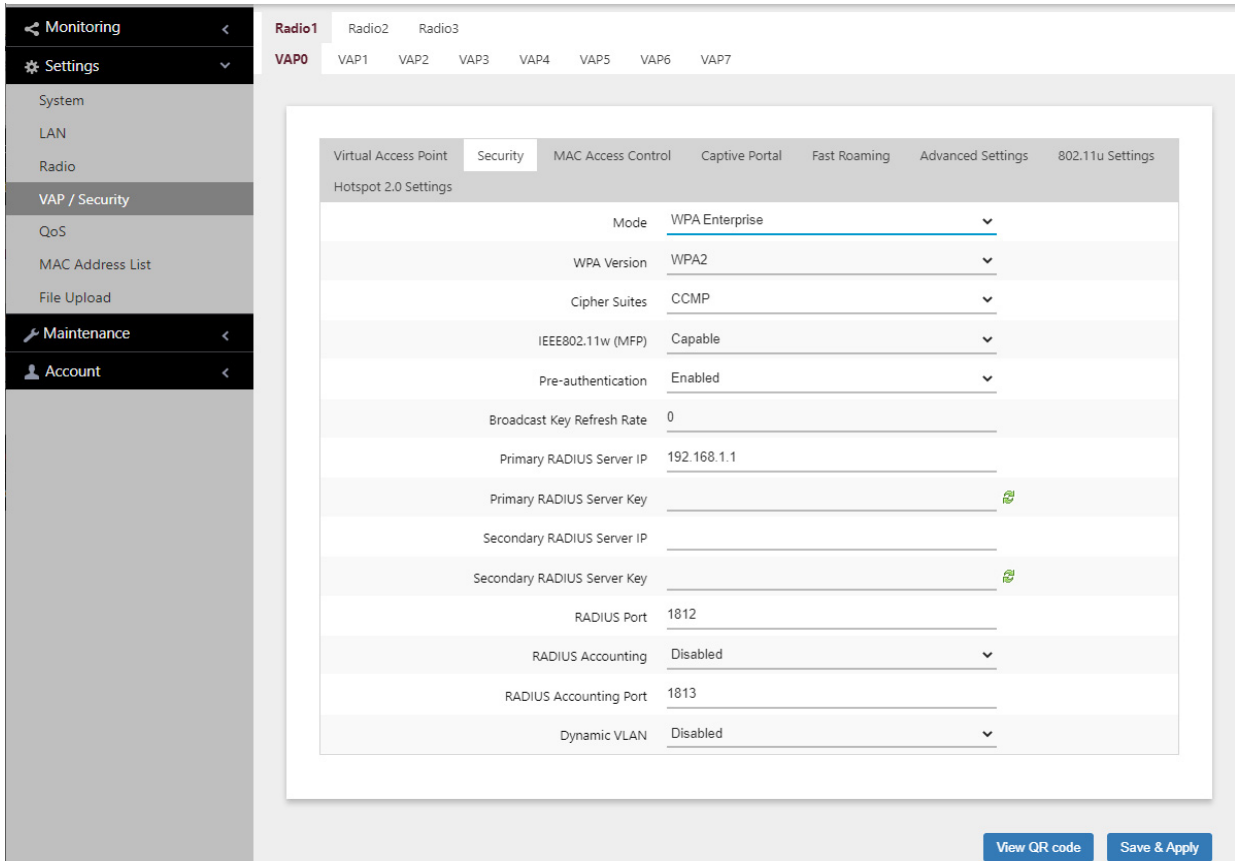 Monitoring
Settings
System
LAN
Radio
VAP / Security
QoS
MAC Address List
File Upload
Maintenance
Account
Radio1 Radio2 Radio3
VAP0 VAP1 VAP2 VAP3 VAP4 VAP5 VAP6 VAP7
Virtual Access Point Security MAC Access Control Captive Portal Fast Roaming Advanced Settings 802.11u Settings
Hotspot 2.0 Settings
Mode WPA Enterprise
WPA Version WPA2
Cipher Suites CCMP
IEEE802.11w (MFP) Capable
Pre-authentication Enabled
Broadcast Key Refresh Rate 0
Primary RADIUS Server IP 192.168.1.1
Primary RADIUS Server Key
Secondary RADIUS Server IP
Secondary RADIUS Server Key
RADIUS Port 1812
RADIUS Accounting Disabled
RADIUS Accounting Port 1813
Dynamic VLAN Disabled
View QR code Save & Apply